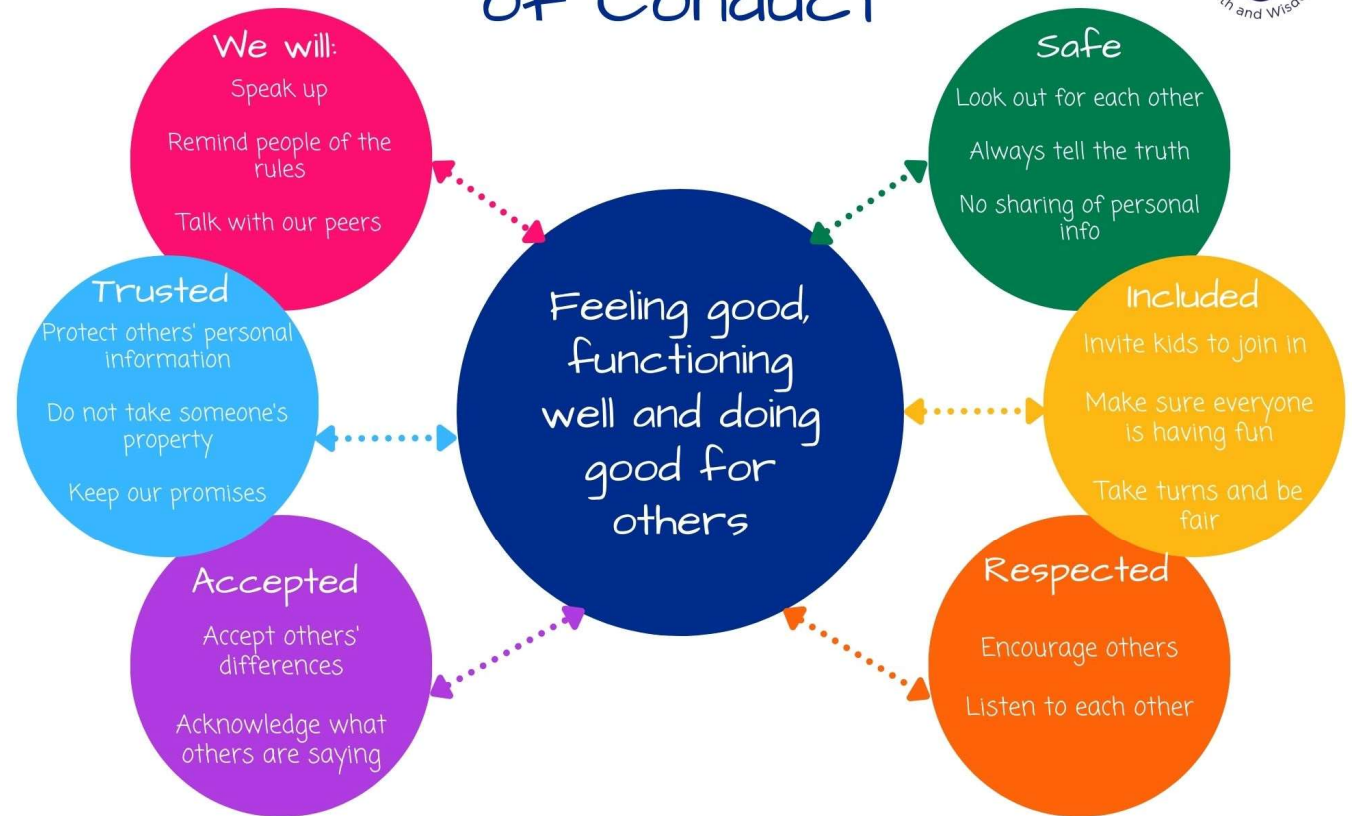 of Conduct
and
We will:
Speak up
Remind people of the
rules
Talk with our peers
Safe
Look out for each other
Always tell the truth
No sharing of personal
info
Trusted
Protect others' personal
information
Do not take someone's
property
Keep our promises
Feeling good,
functioning
well and doing
good for
others
Included
Invite kids to join in
Make sure everyone
is having fun
Take turns and be
fair
Accepted
Accept others'
differences
Acknowledge what
others are saying
Respected
Encourage others
Listen to each other